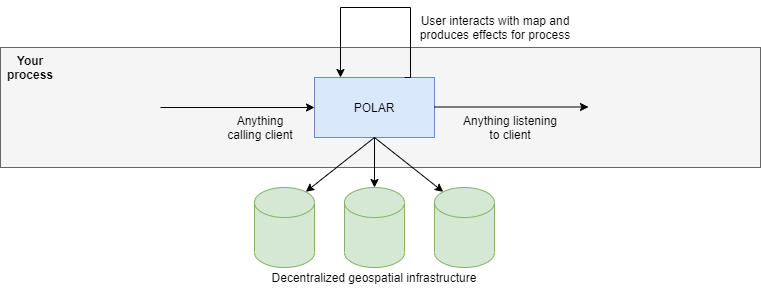 User interacts with map and
produces effects for process
Your
process
POLAR
Anything
calling client
Anything listening
to client
Decentralized geospatial infrastructure